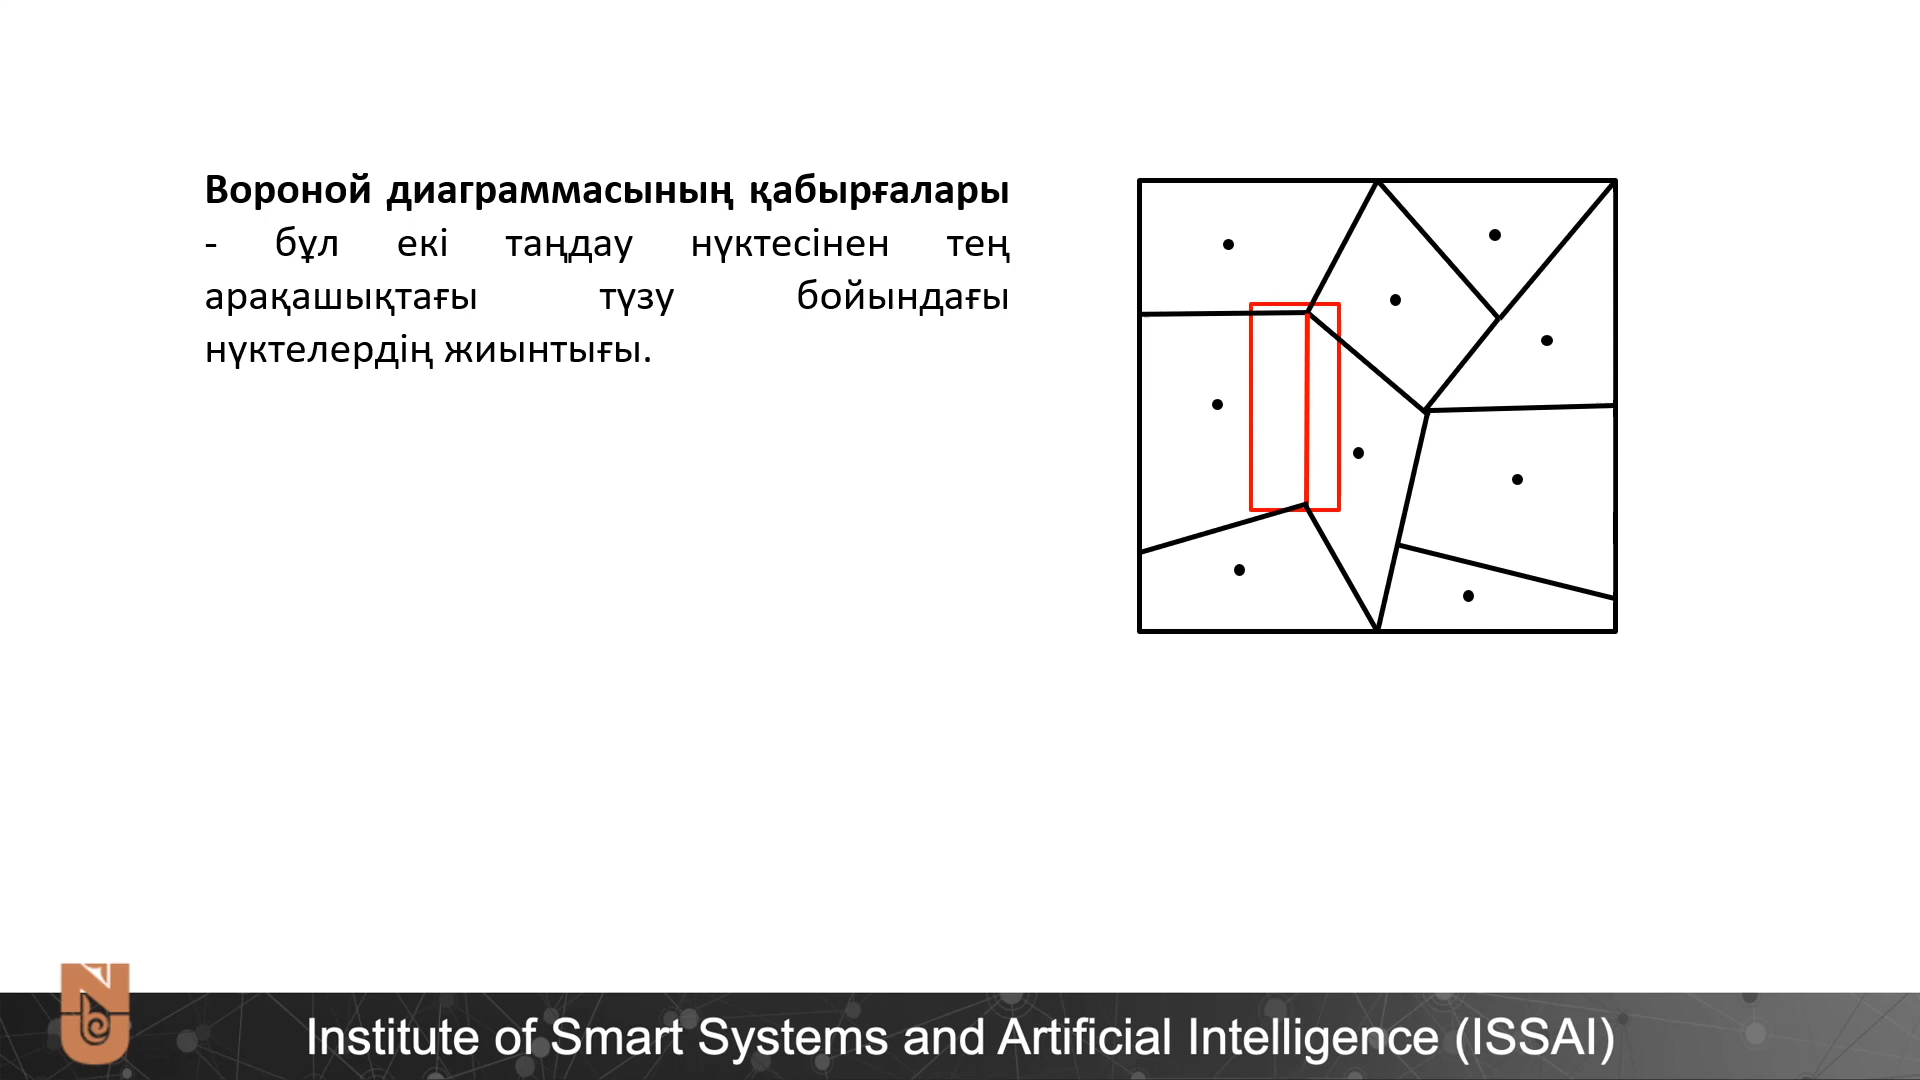 Вороной диаграммасының қабырғалары
- бұл екі таңдау нүктесінен тең
арақашықтағы түзу бойындағы
нүктелердің жиынтығы.
Institute of Smart Systems and Artificial Intelligence (ISSAI)